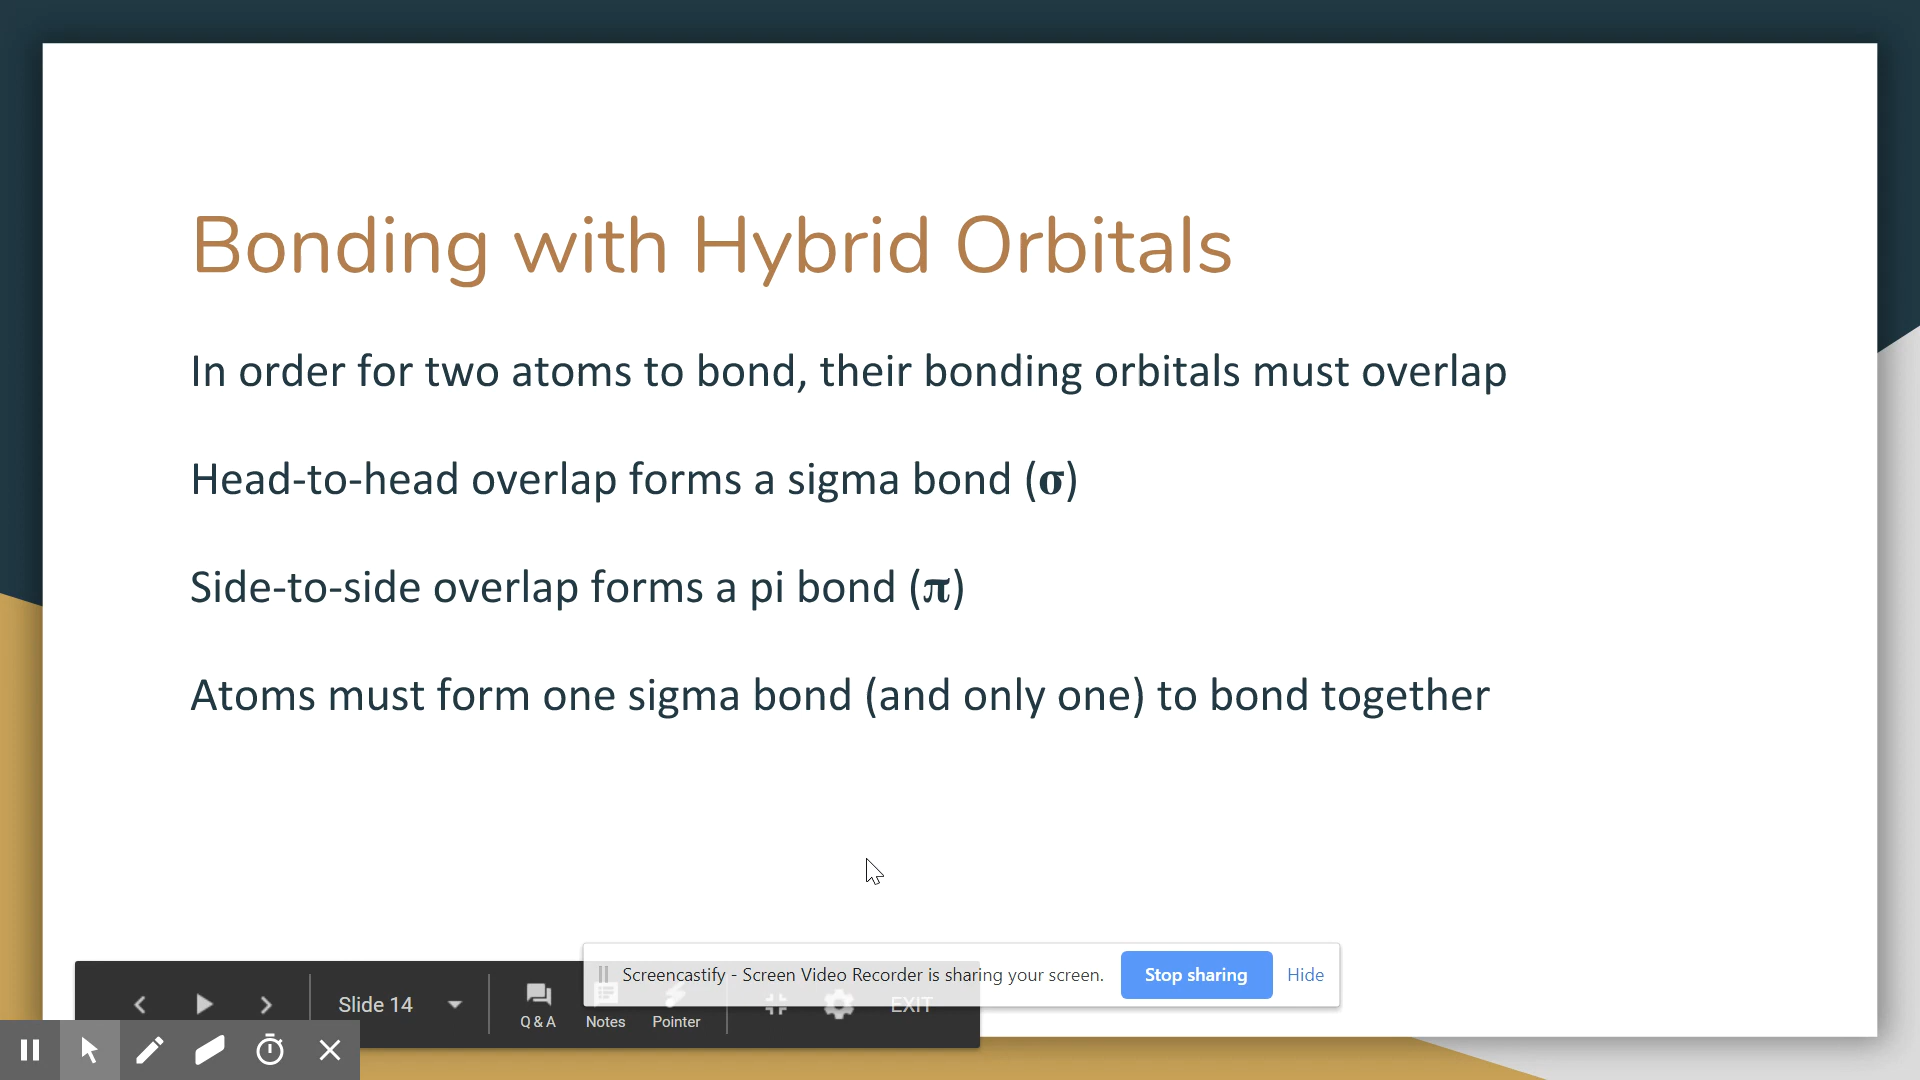 Bonding with Hybrid Orbitals
In order for two atoms to bond, their bonding orbitals must overlap
Head-to-head overlap forms a sigma bond (σ)
Side-to-side overlap forms a pi bond (π)
Atoms must form one sigma bond (and only one) to bond together
Screencastify - Screen Video Recorder is sharing your screen.
Stop sharing
Hide
Slide 14
Q & A
Notes
Pointer
EXIT